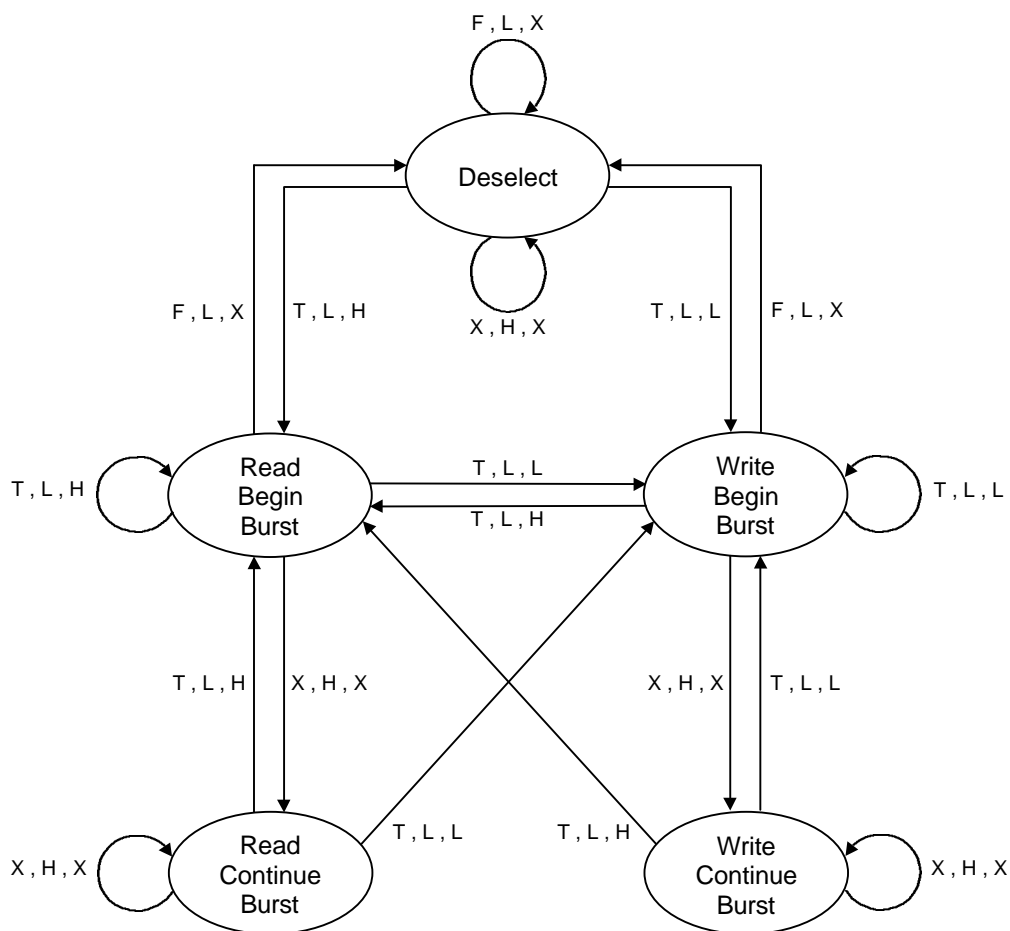 F , L , X
Deselect
X , H , X
F , L , X
T , L , H
T , L , L
F , L , X
T , L , H
Read
Begin
Burst
T , L , L
T , L , H
Write
Begin
Burst
T , L , L
T , L , H
X , H , X
X , H , X
T , L , L
X , H , X
Read
Continue
Burst
T , L , L
T , L , H
Write
Continue
Burst
X , H , X